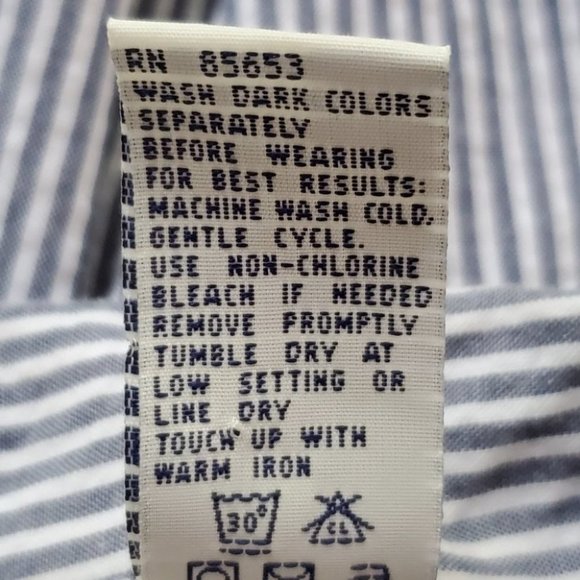 RN 85653
WASH DARK COLORS
SEPARATELY
BEFORE WEARING
FOR BEST RESULTS:
MACHINE WASH COLD.
GENTLE CYCLE.
USE NON-CHLORINE
BLEACH IF NEEDED
REMOVE PROMPTLY
TUMBLE DRY AT
LOW SETTING OR
LINE DRY
TOUCH UP WITH
WARM IRON
30° CL